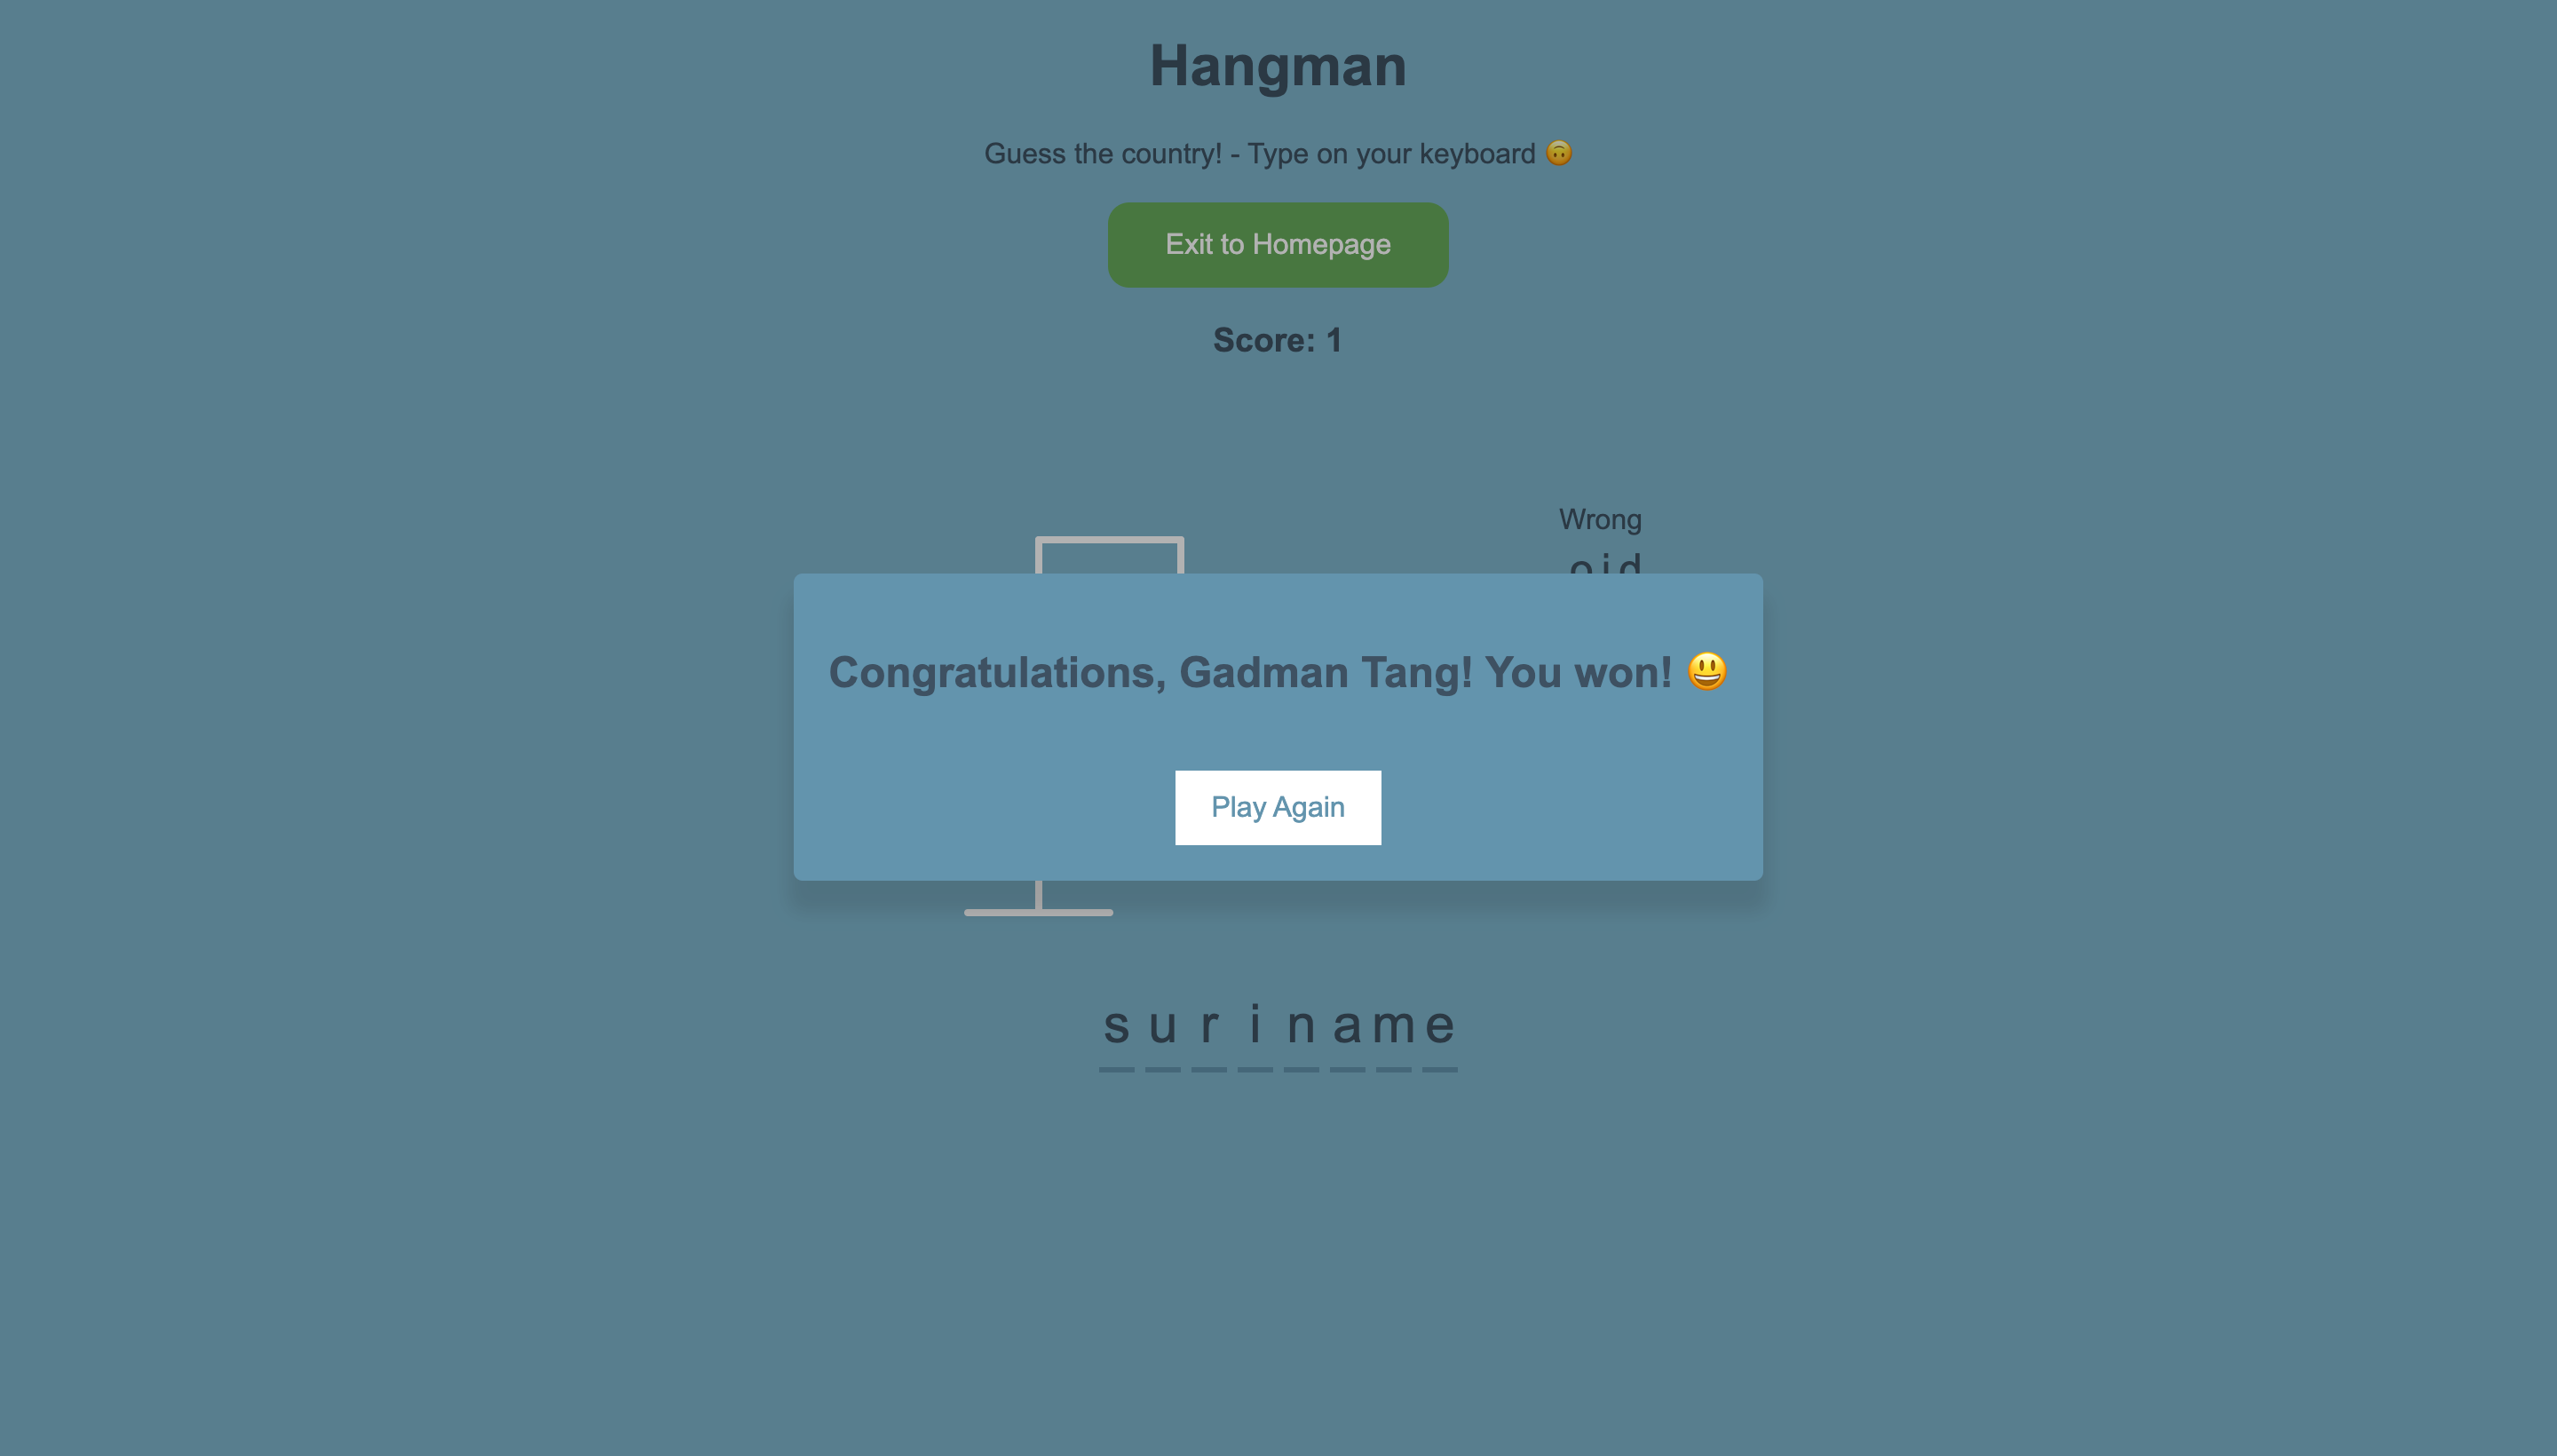 Hangman
Guess the country! - Type on your keyboard 🙃
Exit to Homepage
Score: 1
Wrong
Congratulations, Gadman Tang! You won! 😃
Play Again
s u r i n a m e